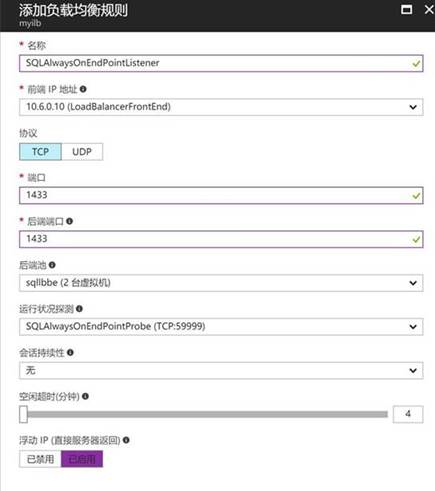 添加负载均衡规则
myilb
* 名称
SQLAlwaysOnEndPointListener
* 前端 IP 地址
10.6.0.10 (LoadBalancerFrontEnd)
协议
TCP UDP
* 端口
1433
* 后端端口
1433
后端池
sqllbbe (2 台虚拟机)
运行状况探测
SQLAlwaysOnEndPointProbe (TCP:59999)
会话持续性
无
空闲超时(分钟)
4
浮动 IP (直接服务器返回)
已禁用 已启用